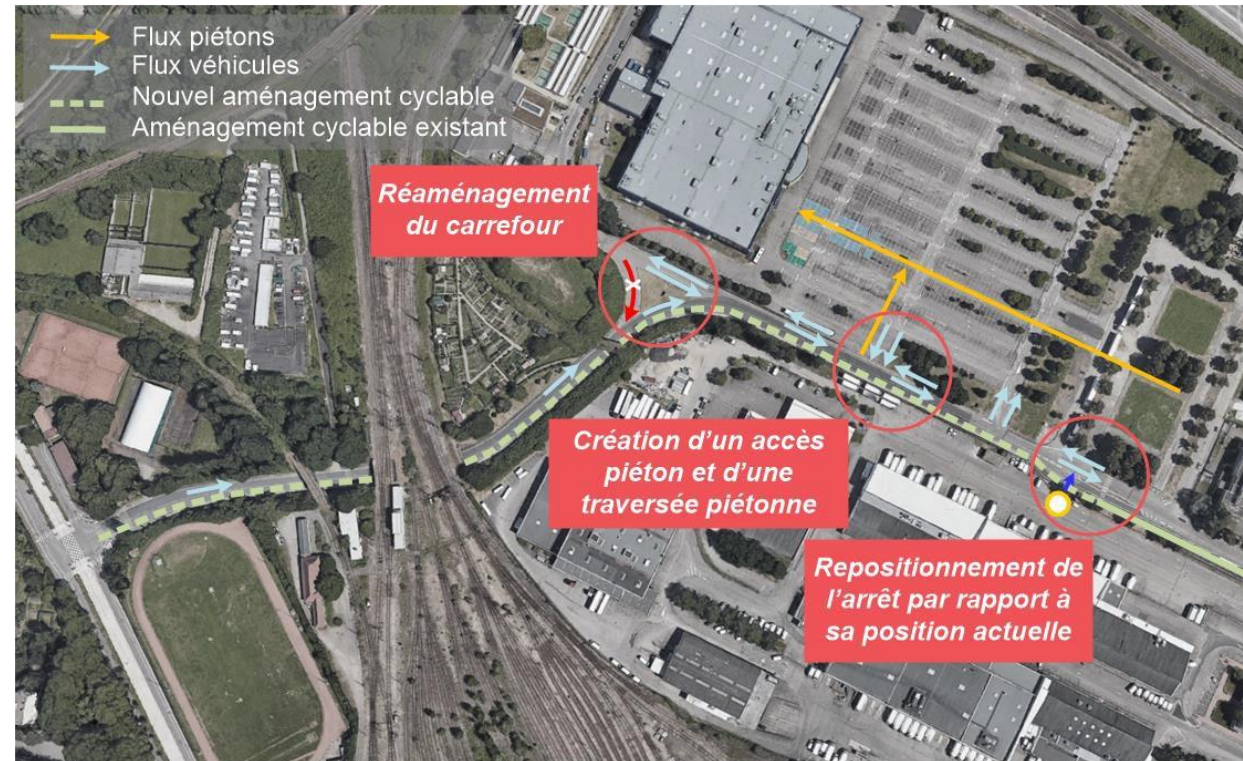 Flux piétons
Flux véhicules
Nouvel aménagement cyclable
Aménagement cyclable existant
Réaménagement
du carrefour
Création d'un accès
piéton et d'une
traversée piétonne
Repositionnement de
l'arrêt par rapport à
sa position actuelle